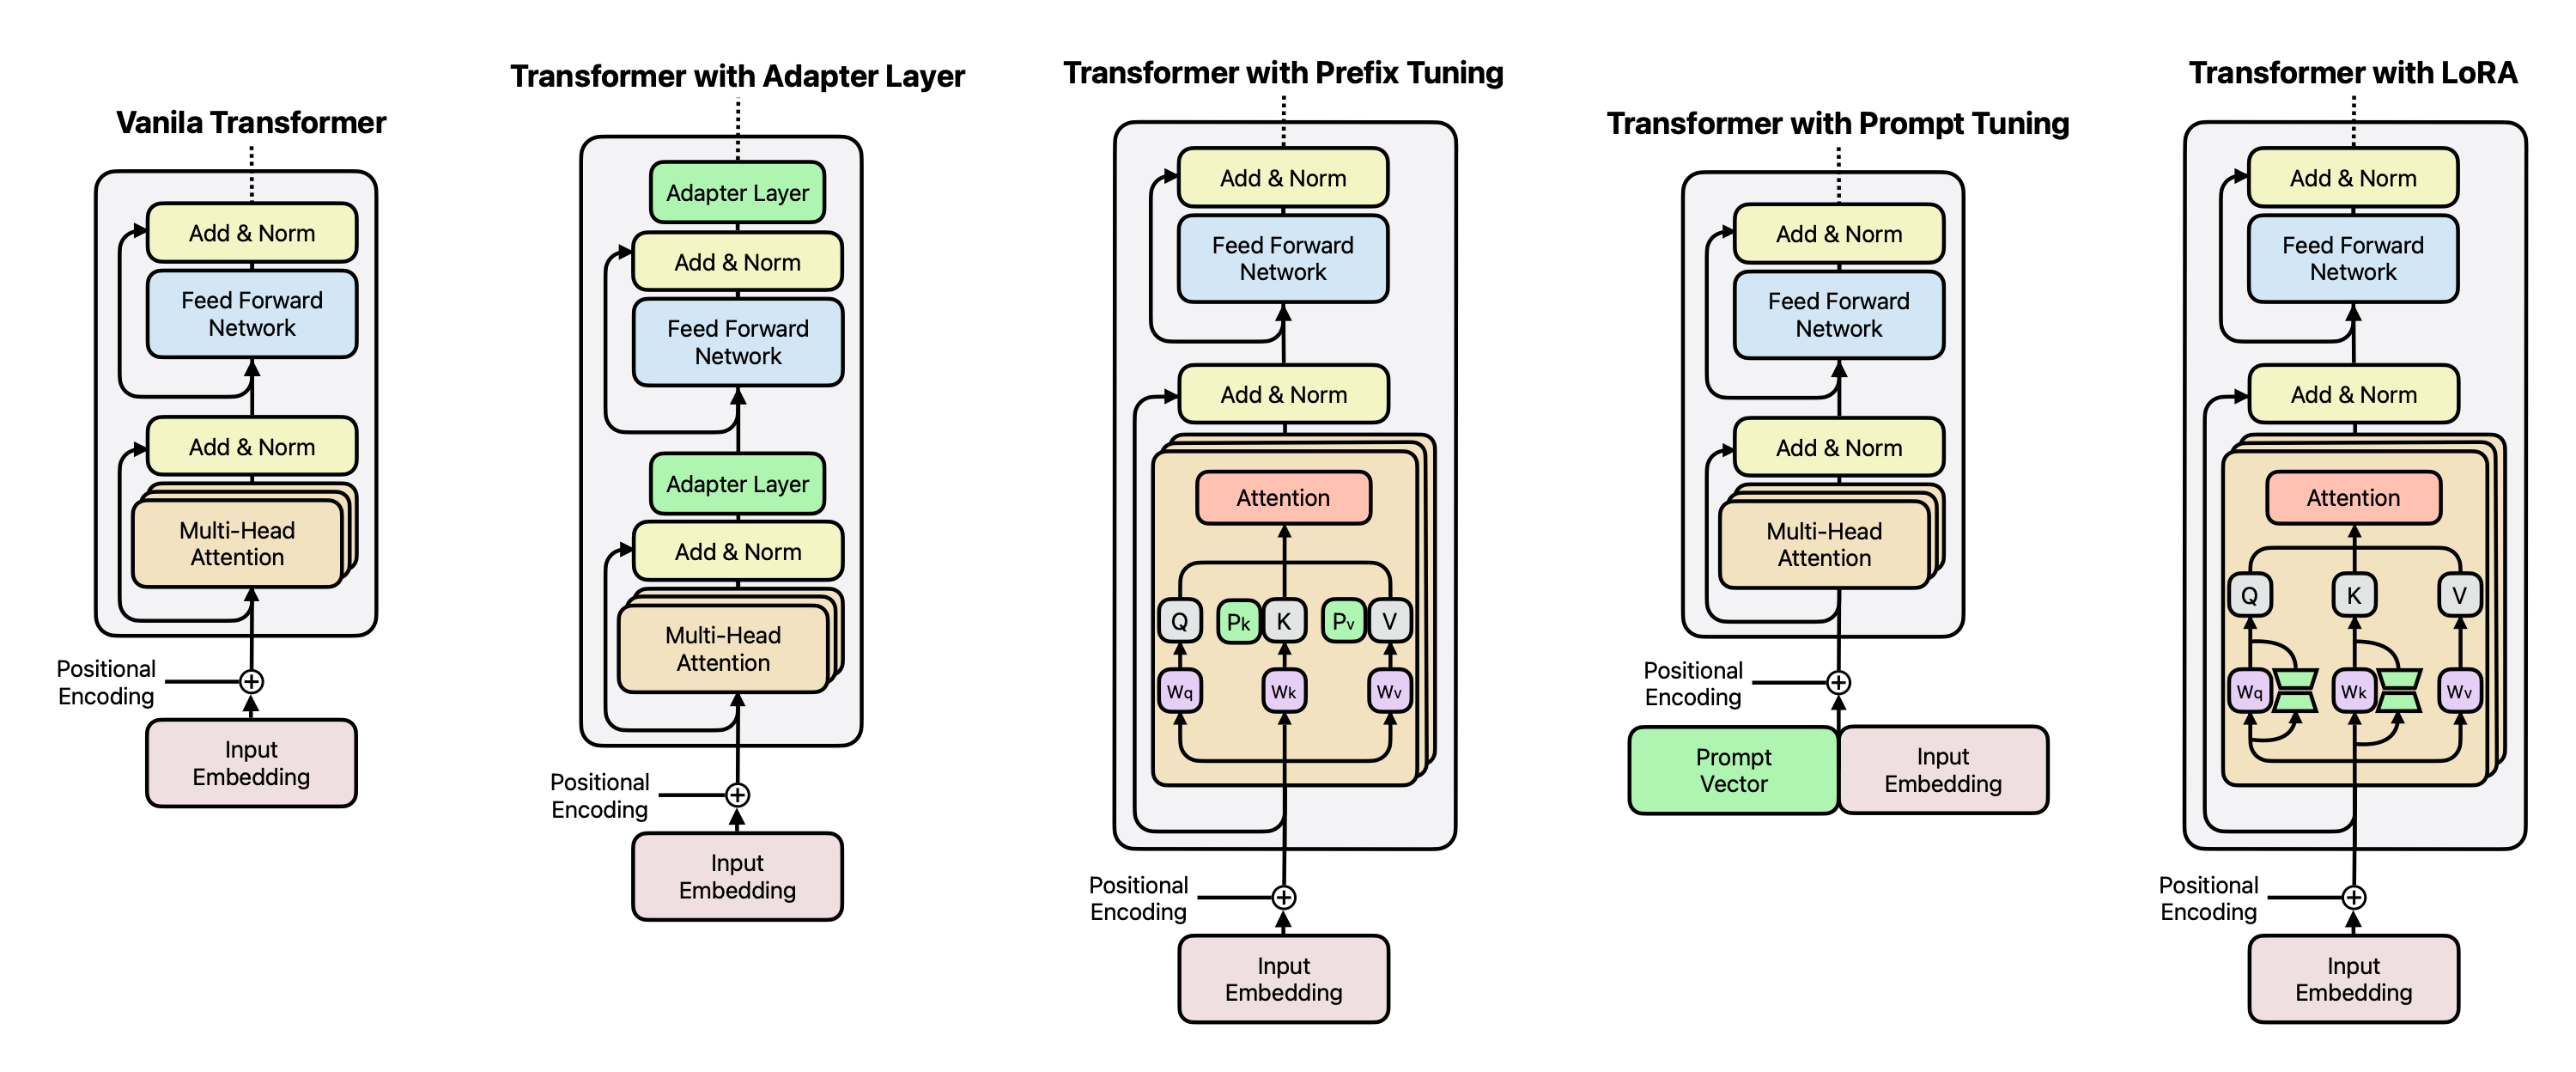 Vanila Transformer
Add & Norm
Feed Forward
Network
Add & Norm
Multi-Head
Attention
Positional
Encoding
Input
Embedding
Transformer with Adapter Layer
Adapter Layer
Add & Norm
Feed Forward
Network
Adapter Layer
Add & Norm
Multi-Head
Attention
Positional
Encoding
Input
Embedding
Transformer with Prefix Tuning
Add & Norm
Feed Forward
Network
Add & Norm
Attention
Q Pk K Pv V
Wq Wk Wv
Positional
Encoding
Input
Embedding
Transformer with Prompt Tuning
Add & Norm
Feed Forward
Network
Add & Norm
Multi-Head
Attention
Positional
Encoding
Prompt
Vector
Input
Embedding
Transformer with LoRA
Add & Norm
Feed Forward
Network
Add & Norm
Attention
Q K V
Wq Wk Wv
Positional
Encoding
Input
Embedding